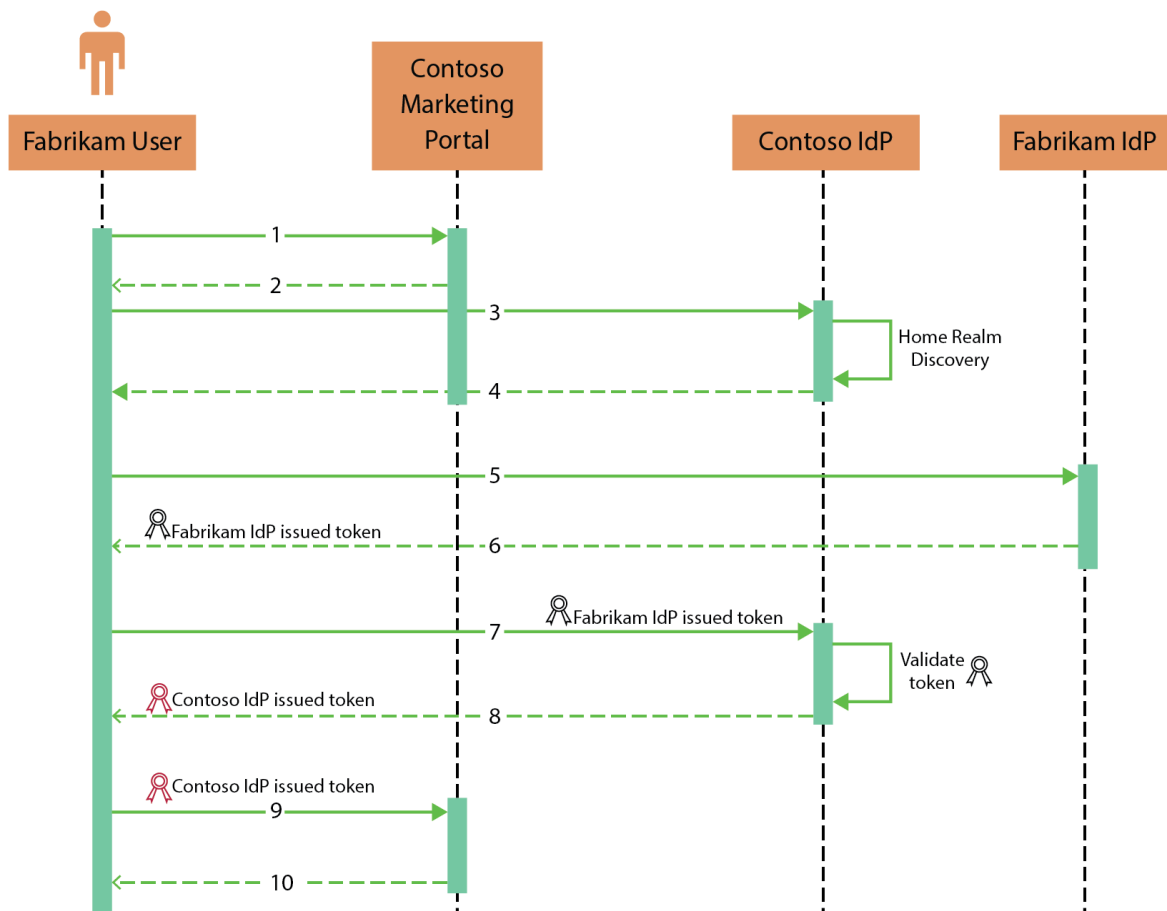 Fabrikam User
Contoso
Marketing
Portal
Contoso IdP
Fabrikam IdP
1
2
3
Home Realm
Discovery
4
5
Fabrikam IdP issued token
6
Fabrikam IdP issued token
7
Validate
token
Contoso IdP issued token
8
Contoso IdP issued token
9
10